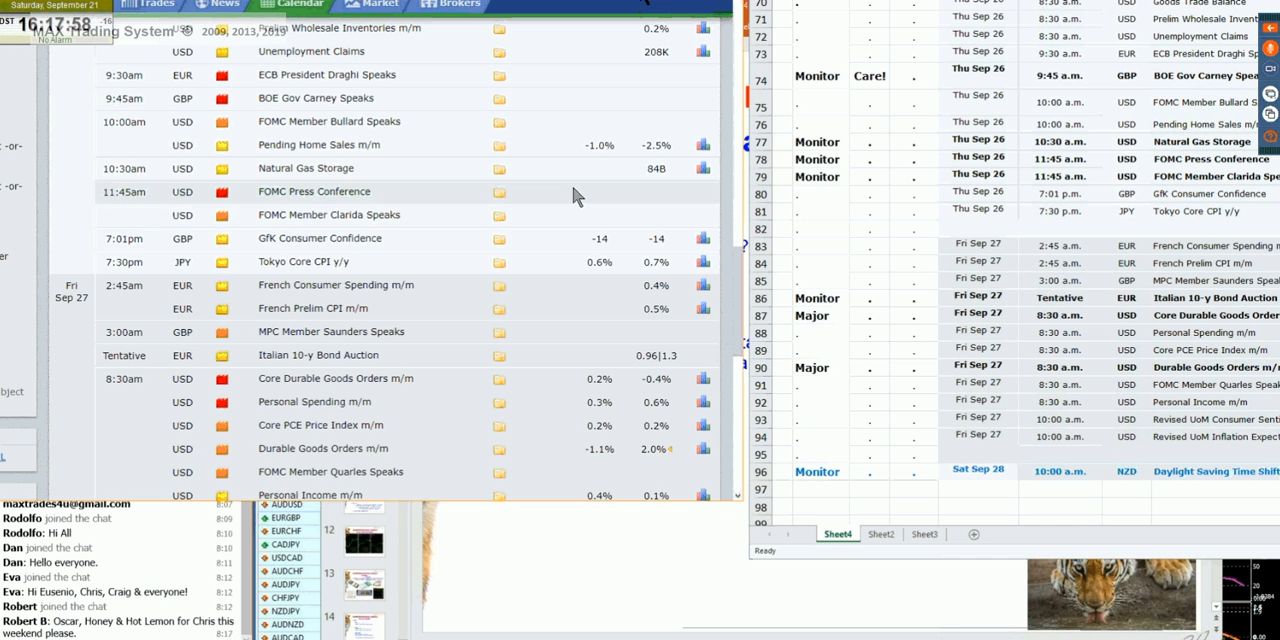 Saturday, September 21
Trades News Calendar Market Brokers
DST 16:17:58 -16
No Alarm
MAX Trading System © 2009, 2013, 2019
Prelim Wholesale Inventories m/m 0.2%
USD Unemployment Claims 208K
9:30am EUR ECB President Draghi Speaks
9:45am GBP BOE Gov Carney Speaks
10:00am USD FOMC Member Bullard Speaks
USD Pending Home Sales m/m -1.0% -2.5%
10:30am USD Natural Gas Storage 84B
11:45am USD FOMC Press Conference
USD FOMC Member Clarida Speaks
7:01pm GBP GfK Consumer Confidence -14 -14
7:30pm JPY Tokyo Core CPI y/y 0.6% 0.7%
Fri Sep 27 2:45am EUR French Consumer Spending m/m 0.4%
EUR French Prelim CPI m/m 0.5%
3:00am GBP MPC Member Saunders Speaks
Tentative EUR Italian 10-y Bond Auction 0.96|1.3
8:30am USD Core Durable Goods Orders m/m 0.2% -0.4%
USD Personal Spending m/m 0.3% 0.6%
USD Core PCE Price Index m/m 0.2% 0.2%
USD Durable Goods Orders m/m -1.1% 2.0%
USD FOMC Member Quarles Speaks
USD Personal Income m/m 0.4% 0.1%
-or-
-or-
er
bject
L
70 8:30 a.m. USD Goods Trade Balance
71 . Thu Sep 26 8:30 a.m. USD Prelim Wholesale Invent
72 . Thu Sep 26 8:30 a.m. USD Unemployment Claims
73 . Thu Sep 26 9:30 a.m. EUR ECB President Draghi Sp
74 Monitor Care! . Thu Sep 26 9:45 a.m. GBP BOE Gov Carney Spea
75 . . . Thu Sep 26 10:00 a.m. USD FOMC Member Bullard S
76 . . . Thu Sep 26 10:00 a.m. USD Pending Home Sales m/
77 Monitor . . Thu Sep 26 10:30 a.m. USD Natural Gas Storage
78 Monitor . . Thu Sep 26 11:45 a.m. USD FOMC Press Conference
79 Monitor . . Thu Sep 26 11:45 a.m. USD FOMC Member Clarida Spe
80 . . . Thu Sep 26 7:01 p.m. GBP GfK Consumer Confidence
81 . . . Thu Sep 26 7:30 p.m. JPY Tokyo Core CPI y/y
82 . . .
83 . . . Fri Sep 27 2:45 a.m. EUR French Consumer Spending m
84 . . . Fri Sep 27 2:45 a.m. EUR French Prelim CPI m/m
85 . . . Fri Sep 27 3:00 a.m. GBP MPC Member Saunders Speaks
86 Monitor . . Fri Sep 27 Tentative EUR Italian 10-y Bond Auction
87 Major . . Fri Sep 27 8:30 a.m. USD Core Durable Goods Order
88 . . . Fri Sep 27 8:30 a.m. USD Personal Spending m/m
89 . . . Fri Sep 27 8:30 a.m. USD Core PCE Price Index m/m
90 Major . . Fri Sep 27 8:30 a.m. USD Durable Goods Orders m/
91 . . . Fri Sep 27 8:30 a.m. USD FOMC Member Quarles Speak
92 . . . Fri Sep 27 8:30 a.m. USD Personal Income m/m
93 . . . Fri Sep 27 10:00 a.m. USD Revised UoM Consumer Senti
94 . . . Fri Sep 27 10:00 a.m. USD Revised UoM Inflation Expect
95 . . .
96 Monitor . . Sat Sep 28 10:00 a.m. NZD Daylight Saving Time Shift
97
98
99
Sheet4 Sheet2 Sheet3
Ready
maxtrades4u@gmail.com 8:07
Rodolfo joined the chat 8:09
Rodolfo: Hi All 8:10
Dan joined the chat 8:10
Dan: Hello everyone. 8:11
Eva joined the chat 8:12
Eva: Hi Eusenio, Chris, Craig & everyone! 8:12
Robert joined the chat 8:16
Robert B: Oscar, Honey & Hot Lemon for Chris this
weekend please. 8:17
AUDUSD
EURGBP
EURCHF
CADJPY
USDCAD
AUDCHF
AUDJPY
CHFJPY
NZDJPY
AUDNZD
AUDCAD
12
13
14
50